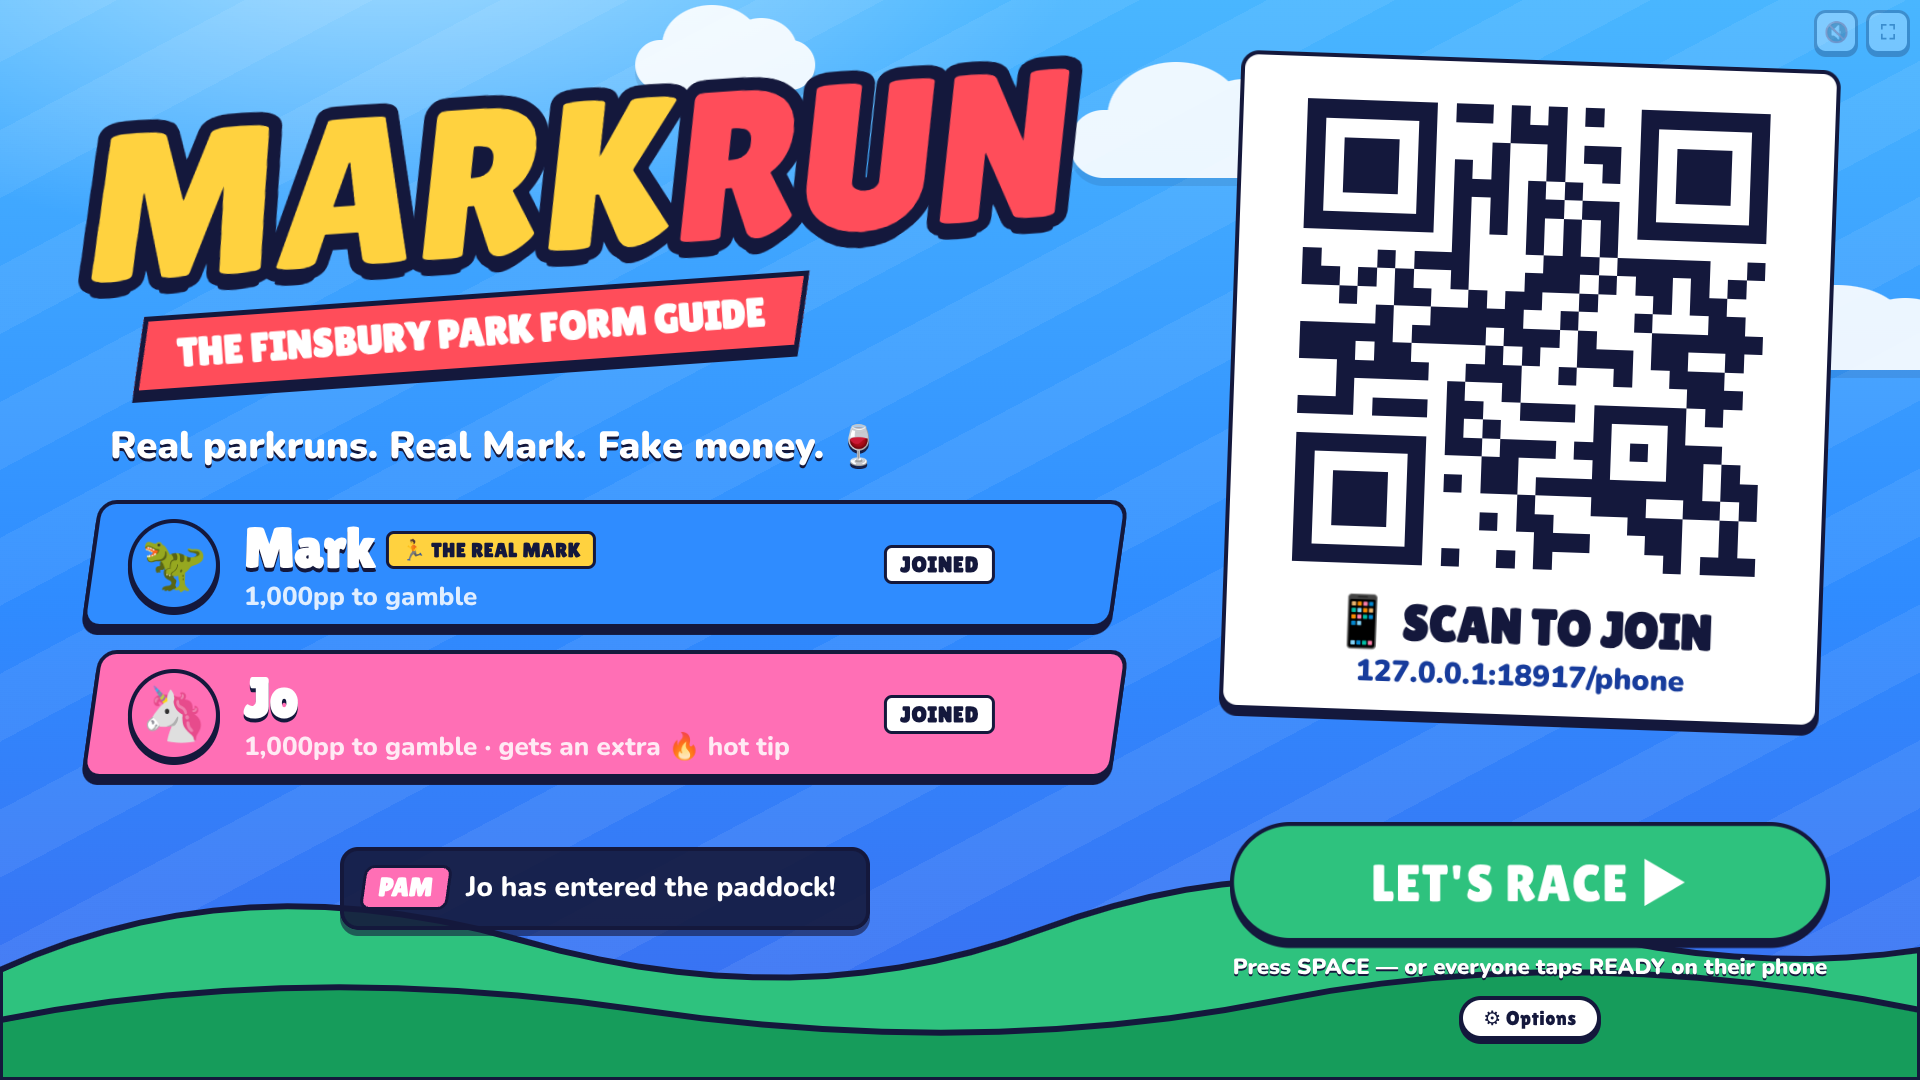 MARKRUN
THE FINSBURY PARK FORM GUIDE
Real parkruns. Real Mark. Fake money. 🍷
Mark 🏃 THE REAL MARK
1,000pp to gamble
JOINED
Jo
1,000pp to gamble · gets an extra 🔥 hot tip
JOINED
PAM Jo has entered the paddock!
📱 SCAN TO JOIN
127.0.0.1:18917/phone
LET'S RACE ▶
Press SPACE — or everyone taps READY on their phone
⚙ Options